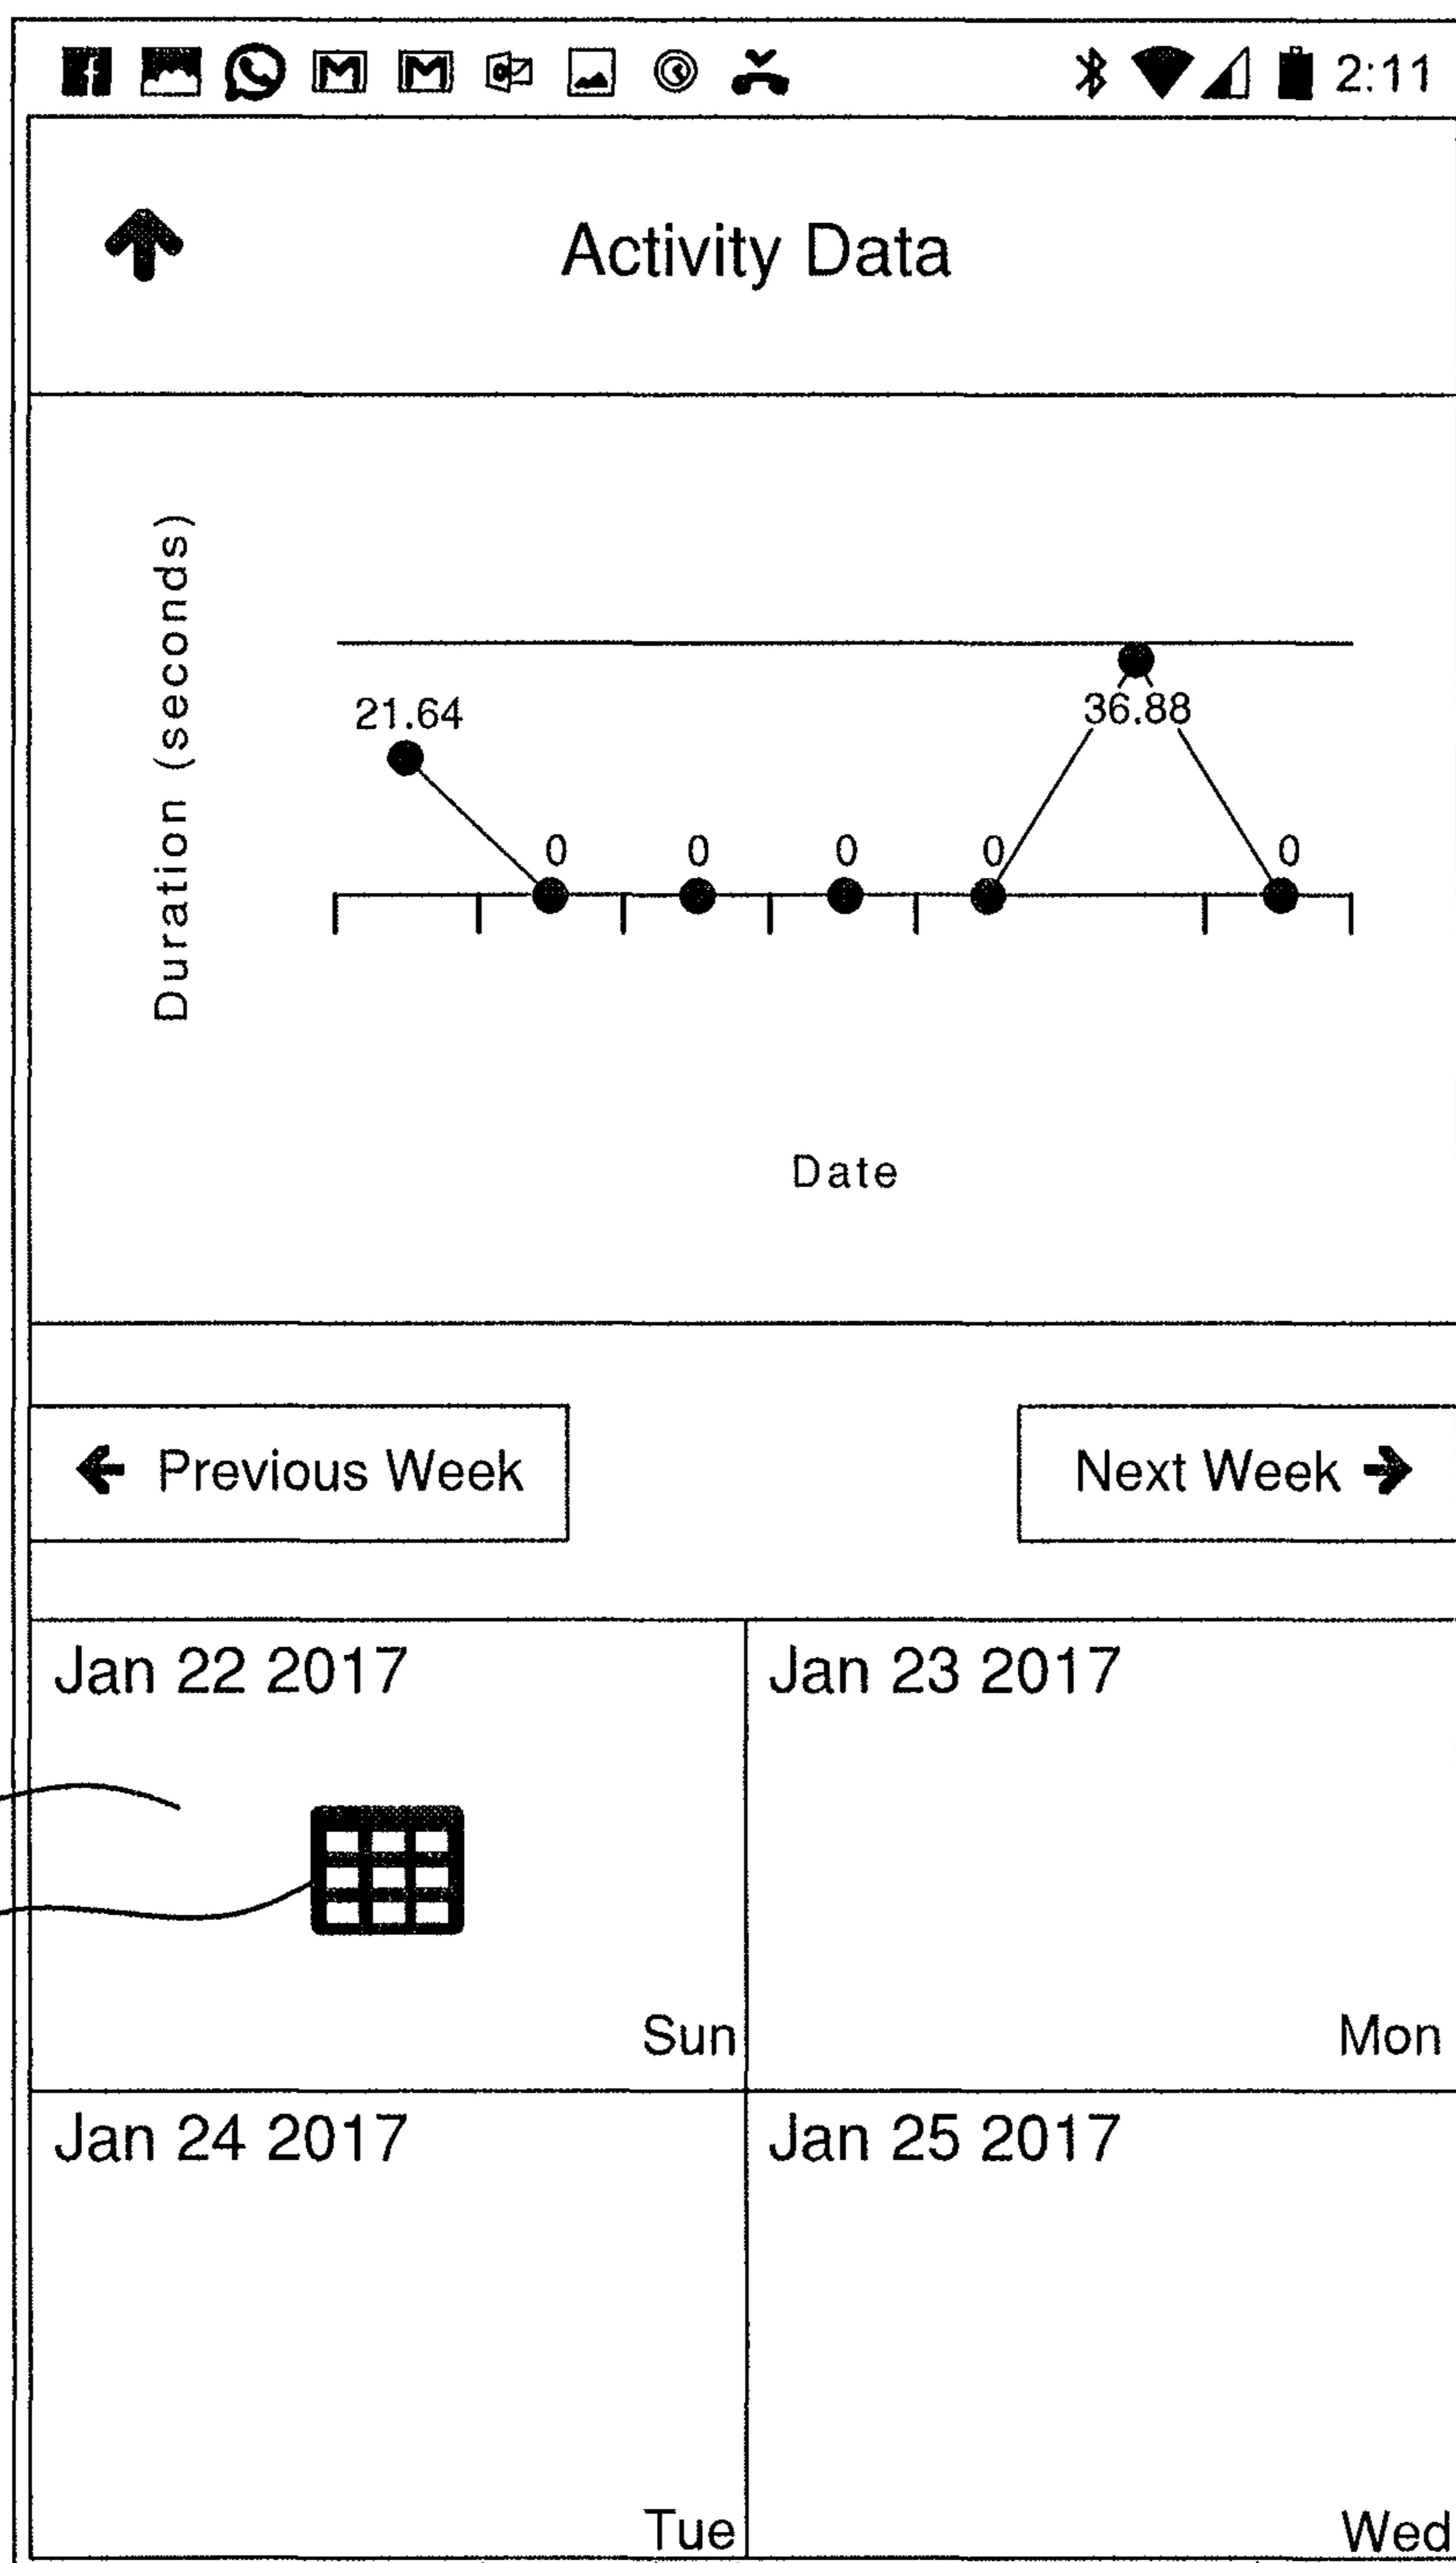 2:11
Activity Data
Duration (seconds)
21.64
36.88
0 0 0 0 0
Date
Previous Week Next Week
Jan 22 2017 Jan 23 2017
Sun Mon
Jan 24 2017 Jan 25 2017
Tue Wed